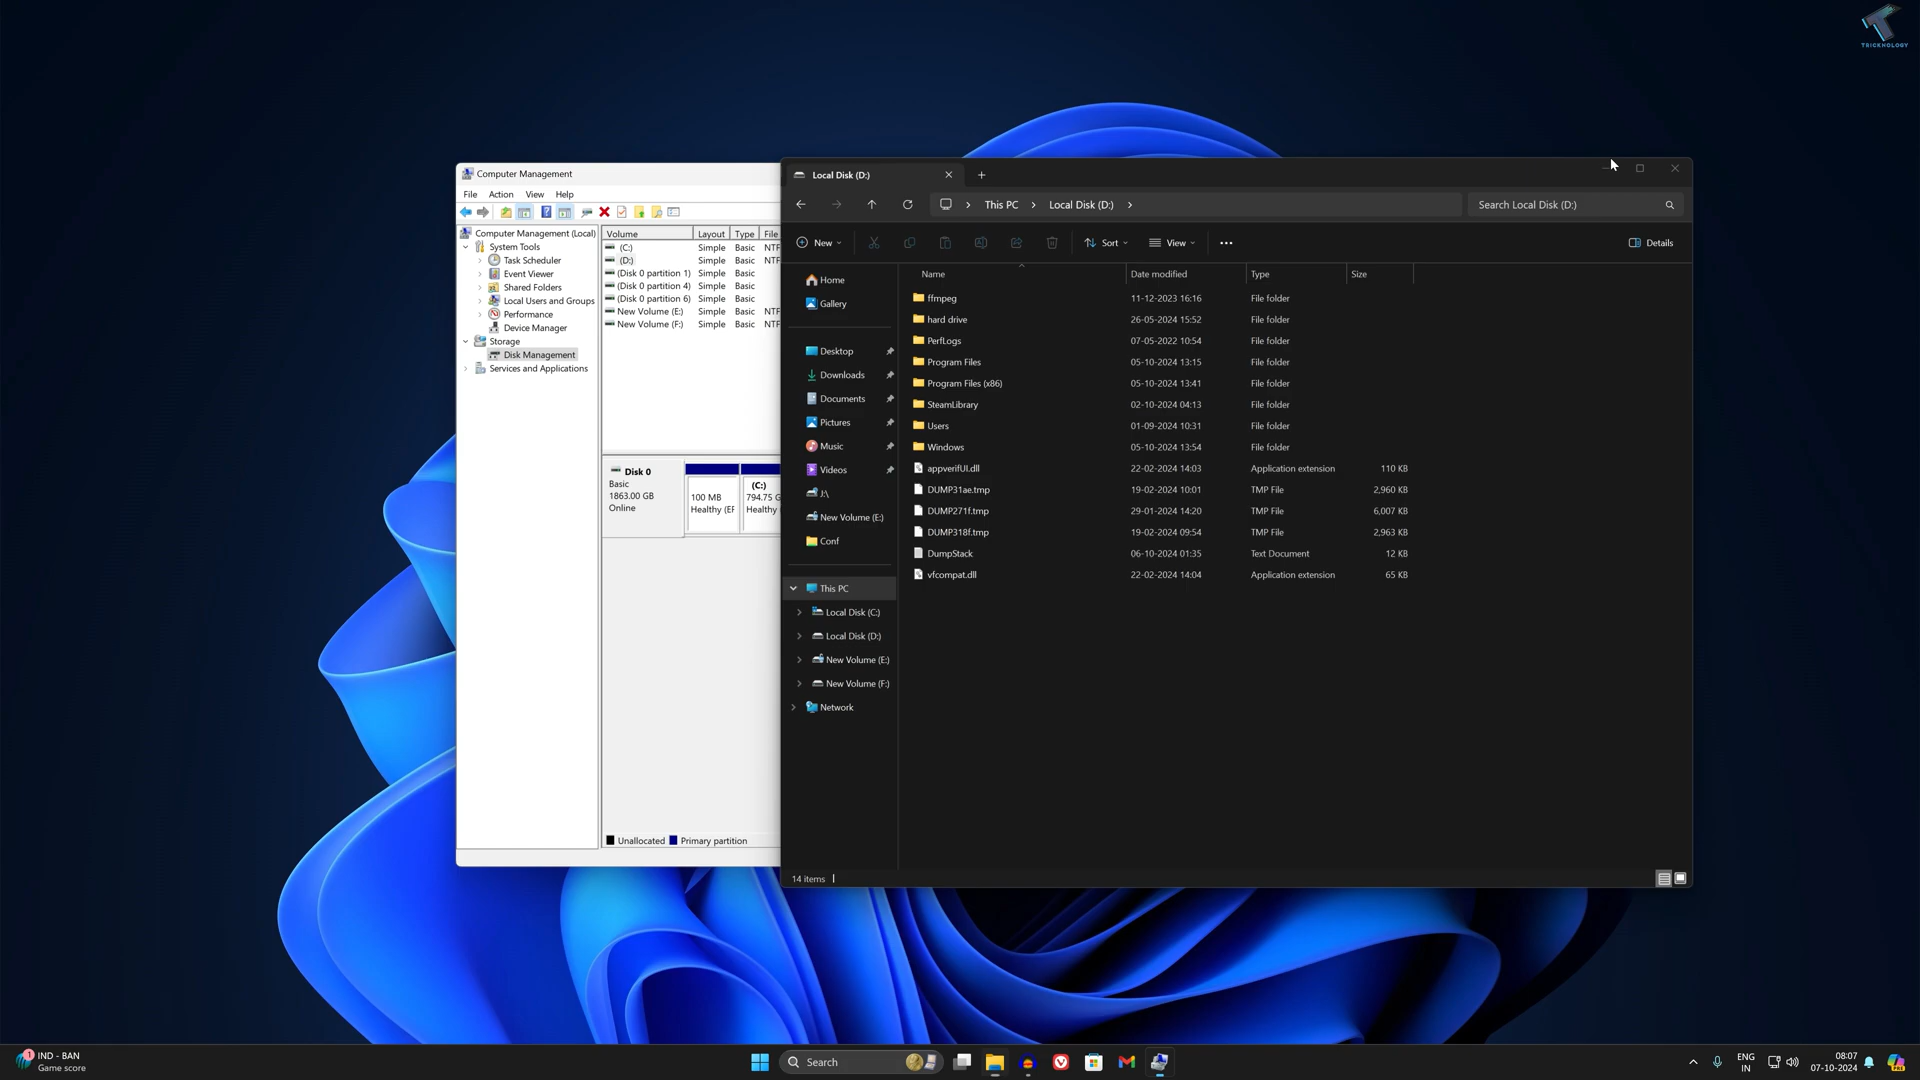 TRICKNOLOGY
Computer Management
File Action View Help
Computer Management (Local)
System Tools
Task Scheduler
Event Viewer
Shared Folders
Local Users and Groups
Performance
Device Manager
Storage
Disk Management
Services and Applications
Volume Layout Type File
(C:) Simple Basic NTF
(D:) Simple Basic NTF
(Disk 0 partition 1) Simple Basic
(Disk 0 partition 4) Simple Basic
(Disk 0 partition 6) Simple Basic
New Volume (E:) Simple Basic NTF
New Volume (F:) Simple Basic NTF
Disk 0
Basic
1863.00 GB
Online
100 MB
Healthy (EF
(C:)
794.75 G
Healthy
Unallocated Primary partition
Local Disk (D:)
This PC > Local Disk (D:) >
Search Local Disk (D:)
New Sort View Details
Home
Gallery
Desktop
Downloads
Documents
Pictures
Music
Videos
J:\
New Volume (E:)
Conf
This PC
Local Disk (C:)
Local Disk (D:)
New Volume (E:)
New Volume (F:)
Network
Name Date modified Type Size
ffmpeg 11-12-2023 16:16 File folder
hard drive 26-05-2024 15:52 File folder
PerfLogs 07-05-2022 10:54 File folder
Program Files 05-10-2024 13:15 File folder
Program Files (x86) 05-10-2024 13:41 File folder
SteamLibrary 02-10-2024 04:13 File folder
Users 01-09-2024 10:31 File folder
Windows 05-10-2024 13:54 File folder
appverifUI.dll 22-02-2024 14:03 Application extension 110 KB
DUMP31ae.tmp 19-02-2024 10:01 TMP File 2,960 KB
DUMP271f.tmp 29-01-2024 14:20 TMP File 6,007 KB
DUMP318f.tmp 19-02-2024 09:54 TMP File 2,963 KB
DumpStack 06-10-2024 01:35 Text Document 12 KB
vfcompat.dll 22-02-2024 14:04 Application extension 65 KB
14 items
1
IND - BAN
Game score
Search
ENG
IN
08:07
07-10-2024
PRE